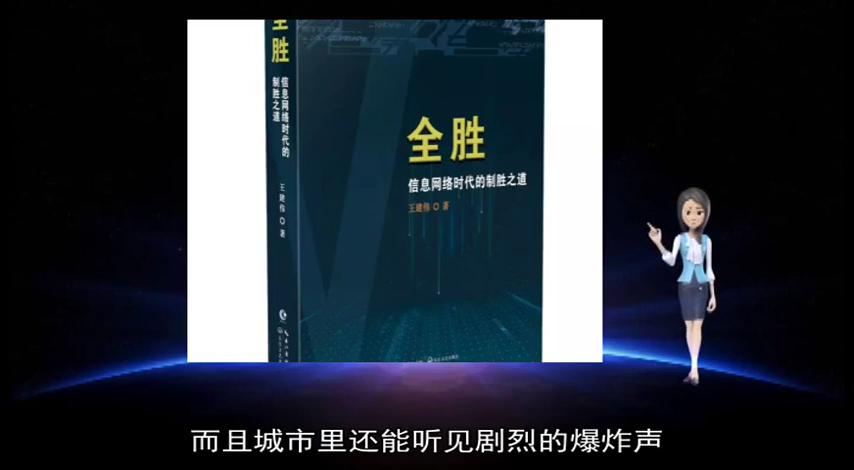 全胜
信息网络时代的
制胜之道
王建伟 著
全胜
信息网络时代的制胜之道
王建伟 著
而且城市里还能听见剧烈的爆炸声